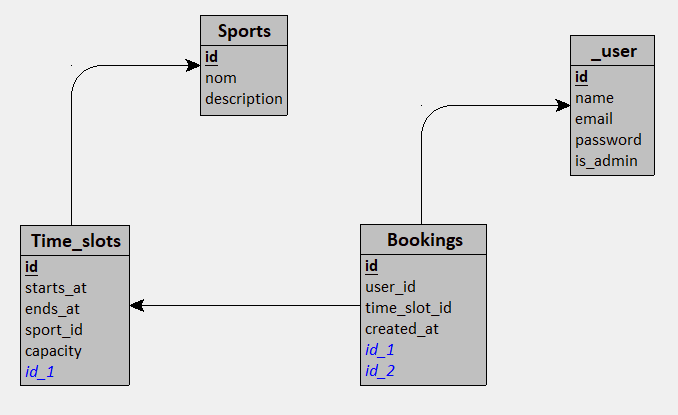 Sports
id
nom
description
_user
id
name
email
password
is_admin
Time_slots
id
starts_at
ends_at
sport_id
capacity
id_1
Bookings
id
user_id
time_slot_id
created_at
id_1
id_2